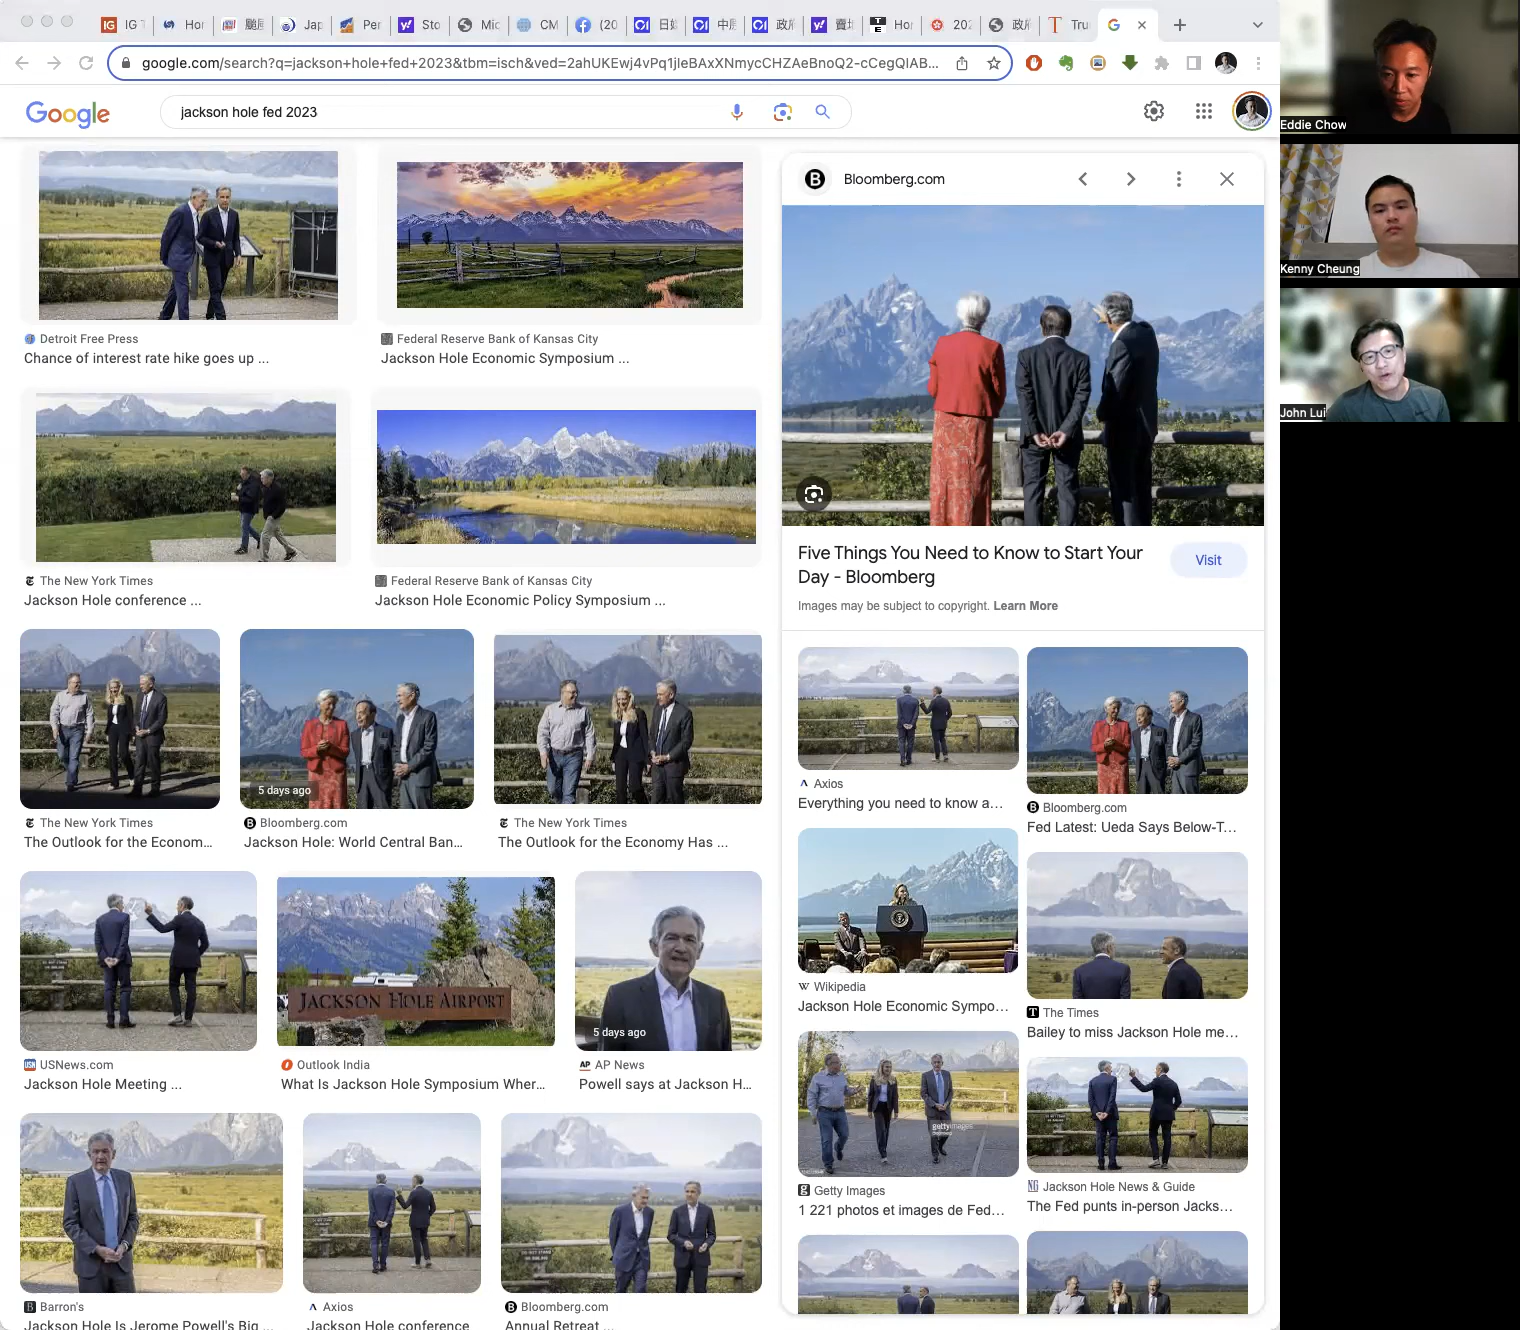 IG T
Hor
颱風
Jap
Per
Sto
Mic
CM
(20
日
中
政府
賣
Hor
202
政府
Tru
google.com/search?q=jackson+hole+fed+2023&tbm=isch&ved=2ahUKEwj4vPq1jleBAxXNmycCHZAeBnoQ2-cCegQIAB...
Google
jackson hole fed 2023
Detroit Free Press
Chance of interest rate hike goes up ...
Federal Reserve Bank of Kansas City
Jackson Hole Economic Symposium ...
The New York Times
Jackson Hole conference ...
Federal Reserve Bank of Kansas City
Jackson Hole Economic Policy Symposium ...
The New York Times
The Outlook for the Econom...
5 days ago
Bloomberg.com
Jackson Hole: World Central Ban...
The New York Times
The Outlook for the Economy Has ...
USNews.com
Jackson Hole Meeting ...
JACKSON HOLE AIRPORT
Outlook India
What Is Jackson Hole Symposium Wher...
5 days ago
AP News
Powell says at Jackson H...
Barron's
Jackson Hole Is Jerome Powell's Big ...
Axios
Jackson Hole conference
Bloomberg.com
Annual Retreat ...
Bloomberg.com
Five Things You Need to Know to Start Your
Day - Bloomberg
Visit
Images may be subject to copyright. Learn More
Axios
Everything you need to know a...
Bloomberg.com
Fed Latest: Ueda Says Below-T...
Wikipedia
Jackson Hole Economic Sympo...
The Times
Bailey to miss Jackson Hole me...
gettyimages
Getty Images
1 221 photos et images de Fed...
Jackson Hole News & Guide
The Fed punts in-person Jacks...
Eddie Chow
Kenny Cheung
John Lui